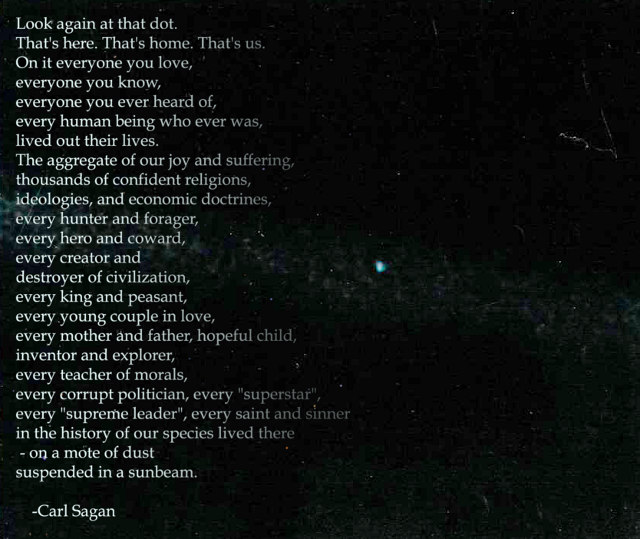 Look again at that dot.
That's here. That's home. That's us.
On it everyone you love,
everyone you know,
everyone you ever heard of,
every human being who ever was,
lived out their lives.
The aggregate of our joy and suffering,
thousands of confident religions,
ideologies, and economic doctrines,
every hunter and forager,
every hero and coward,
every creator and
destroyer of civilization,
every king and peasant,
every young couple in love,
every mother and father, hopeful child,
inventor and explorer,
every teacher of morals,
every corrupt politician, every "superstar",
every "supreme leader", every saint and sinner
in the history of our species lived there
- on a mote of dust
suspended in a sunbeam.
-Carl Sagan